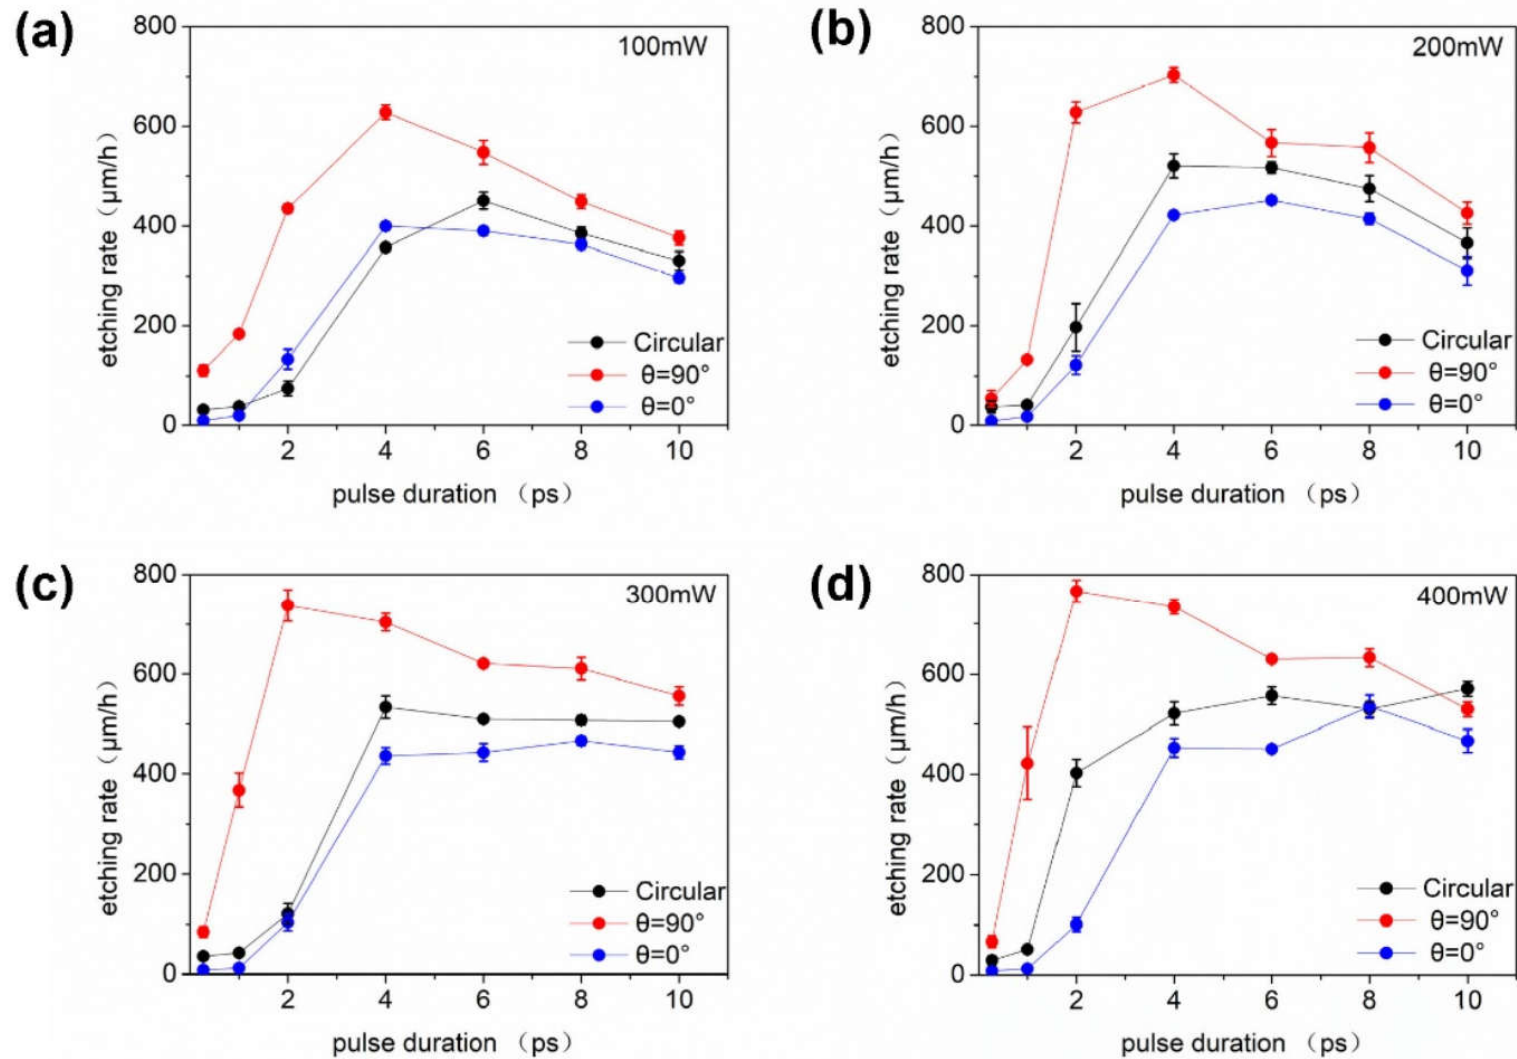 (a)
100mW
800
600
400
200
0
etching rate（μm/h）
Circular
θ=90°
θ=0°
2 4 6 8 10
pulse duration （ps）
(b)
200mW
800
600
400
200
0
etching rate（μm/h）
Circular
θ=90°
θ=0°
2 4 6 8 10
pulse duration （ps）
(c)
300mW
800
600
400
200
0
etching rate（μm/h）
Circular
θ=90°
θ=0°
2 4 6 8 10
pulse duration （ps）
(d)
400mW
800
600
400
200
0
etching rate（μm/h）
Circular
θ=90°
θ=0°
2 4 6 8 10
pulse duration （ps）